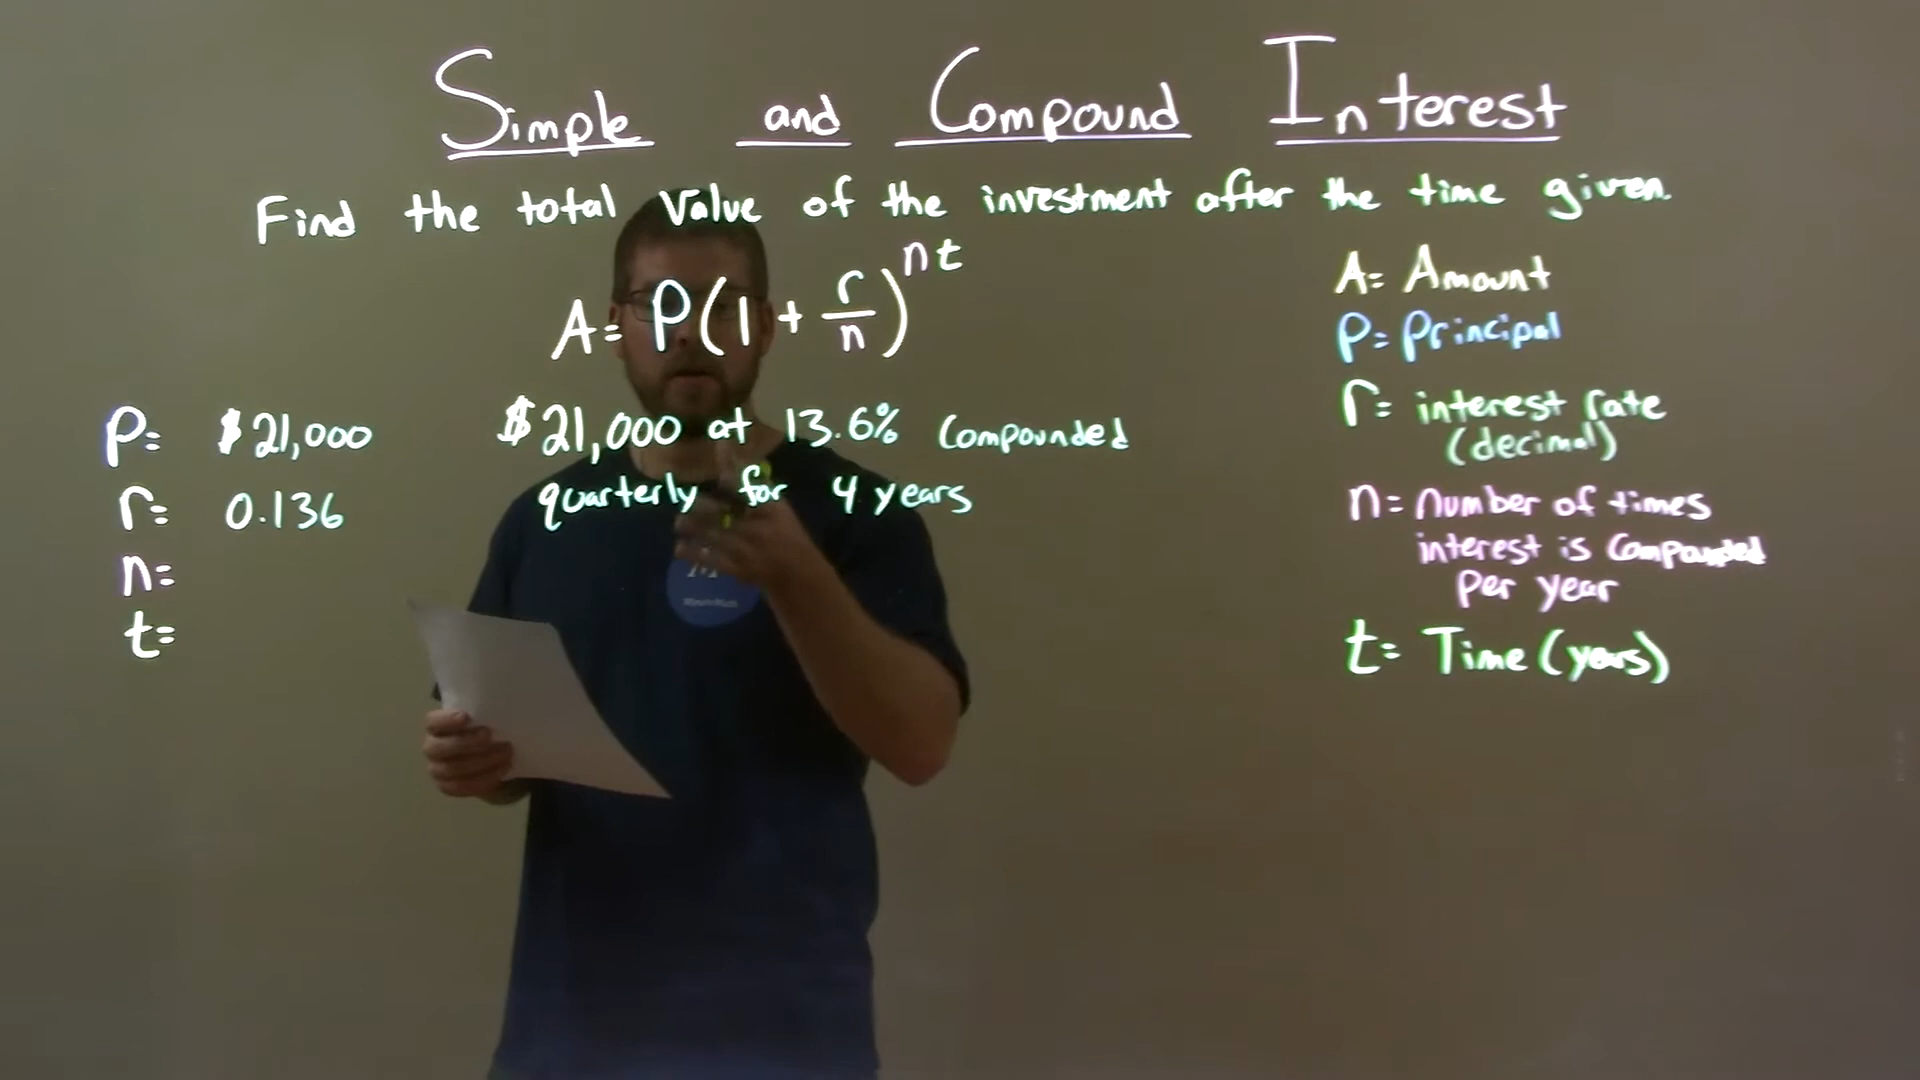 Simple and Compound Interest
Find the total value of the investment after the time given.
A = P(1 + r/n)^nt
P = $21,000
r = 0.136
n =
t =
$21,000 at 13.6% compounded
quarterly for 4 years
A = Amount
P = Principal
r = interest rate
(decimal)
n = number of times
interest is compounded
per year
t = Time (years)